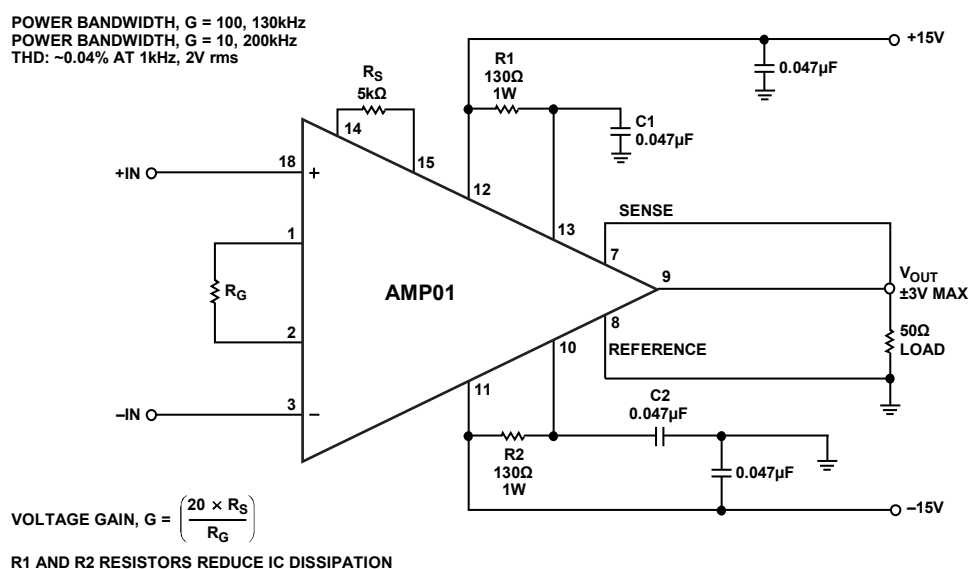 POWER BANDWIDTH, G = 100, 130kHz
POWER BANDWIDTH, G = 10, 200kHz
THD: ~0.04% AT 1kHz, 2V rms
+15V
0.047µF
R1
130Ω
1W
RS
5kΩ
C1
0.047µF
14
15
12
13
+IN
18
+
SENSE
7
1
RG
2
AMP01
9
VOUT
±3V MAX
8
REFERENCE
50Ω
LOAD
10
11
–IN
3
–
C2
0.047µF
R2
130Ω
1W
0.047µF
–15V
VOLTAGE GAIN, G = (20 × RS / RG)
R1 AND R2 RESISTORS REDUCE IC DISSIPATION